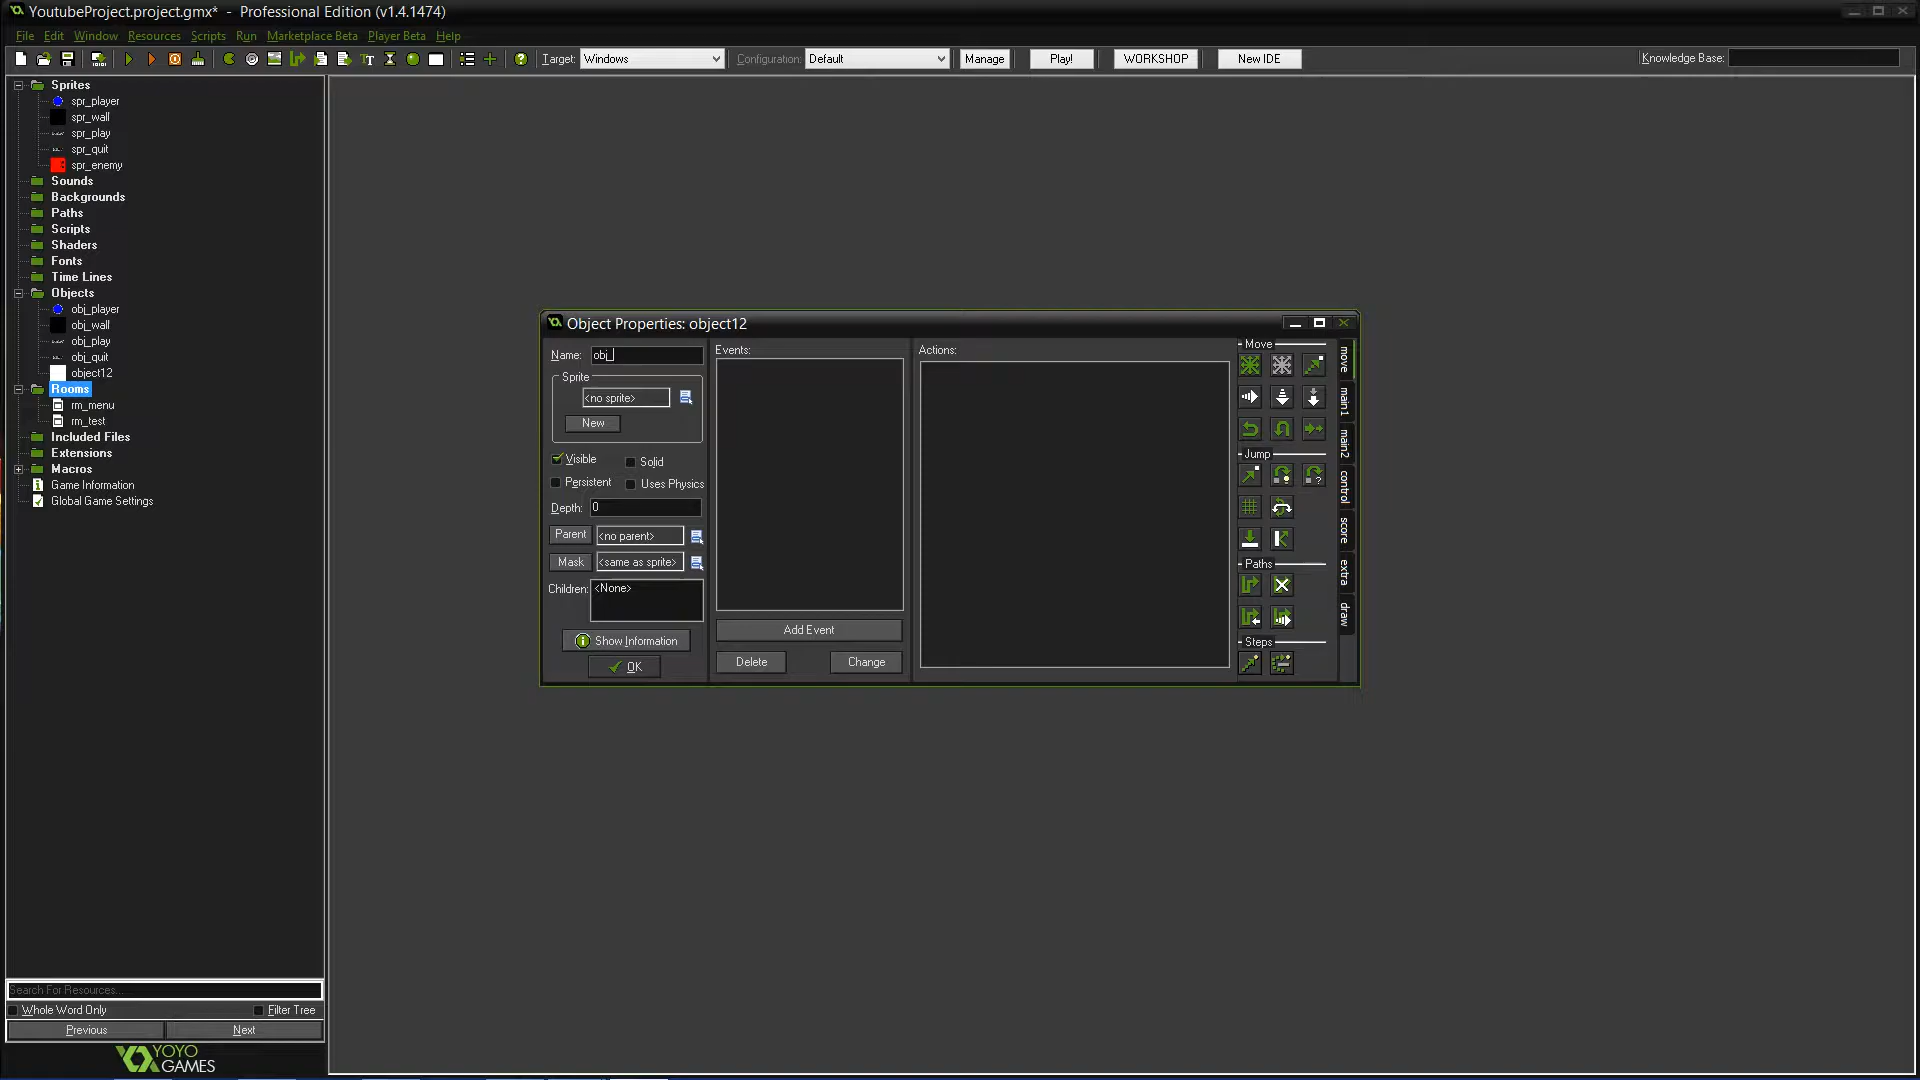 YoutubeProject.project.gmx* - Professional Edition (v1.4.1474)
File Edit Window Resources Scripts Run Marketplace Beta Player Beta Help
Target: Windows Configuration: Default Manage Play! WORKSHOP New IDE Knowledge Base:
Sprites
spr_player
spr_wall
spr_play
spr_quit
spr_enemy
Sounds
Backgrounds
Paths
Scripts
Shaders
Fonts
Time Lines
Objects
obj_player
obj_wall
obj_play
obj_quit
object12
Rooms
rm_menu
rm_test
Included Files
Extensions
Macros
Game Information
Global Game Settings
Search For Resources...
Whole Word Only Filter Tree
Previous Next
YOYO
GAMES
Object Properties: object12
Name: obj_
Sprite
<no sprite>
New
Visible Solid
Persistent Uses Physics
Depth: 0
Parent <no parent>
Mask <same as sprite>
Children: <None>
Show Information
OK
Events:
Add Event
Delete Change
Actions:
Move
Jump
Paths
Steps
move
main1
main2
control
score
extra
draw